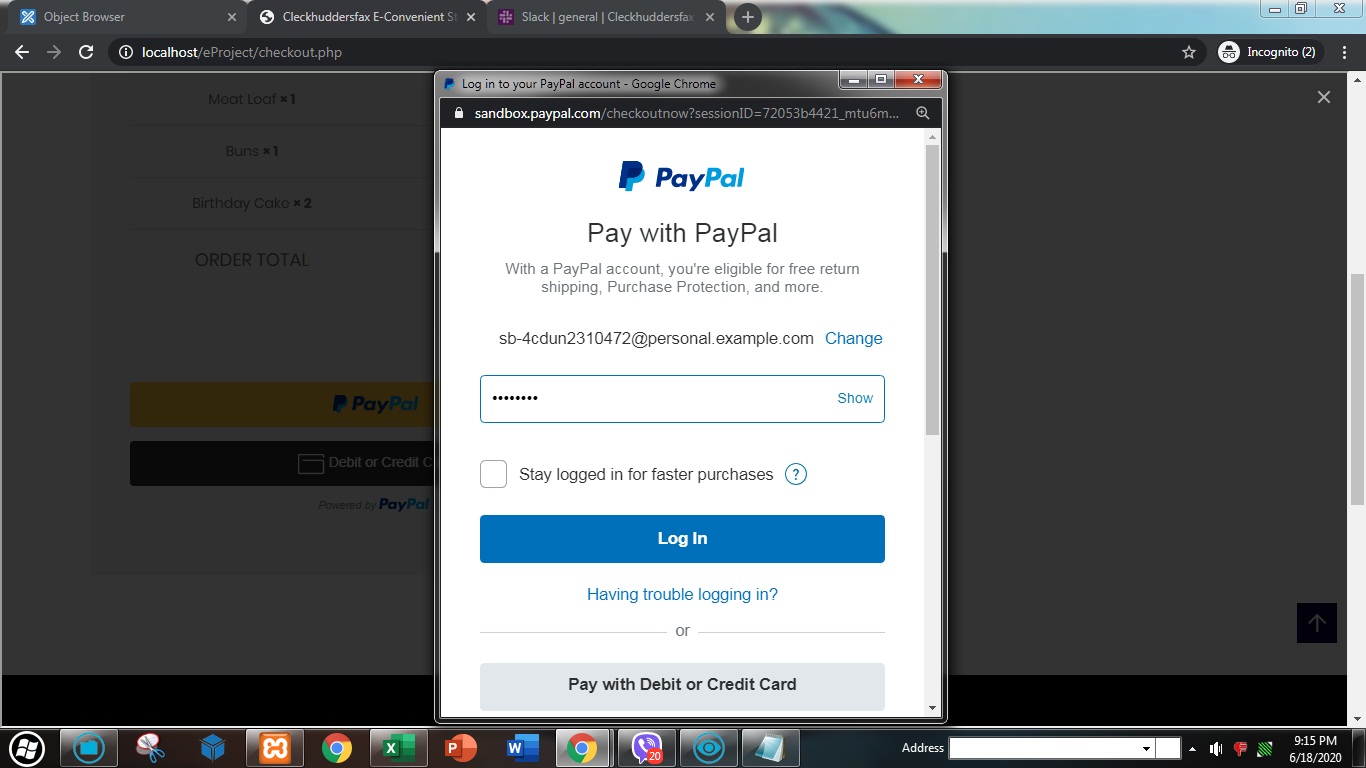 Object Browser
Cleckhuddersfax E-Convenient St
Slack | general | Cleckhuddersfax
localhost/eProject/checkout.php
Incognito (2)
Log in to your PayPal account - Google Chrome
sandbox.paypal.com/checkoutnow?sessionID=72053b4421_mtu6m...
Moat Loaf × 1
Buns × 1
Birthday Cake × 2
ORDER TOTAL
PayPal
Debit or Credit C
Powered by PayPal
PayPal
Pay with PayPal
With a PayPal account, you're eligible for free return
shipping, Purchase Protection, and more.
sb-4cdun2310472@personal.example.com Change
•••••••• Show
Stay logged in for faster purchases ?
Log In
Having trouble logging in?
or
Pay with Debit or Credit Card
20
Address
9:15 PM
6/18/2020